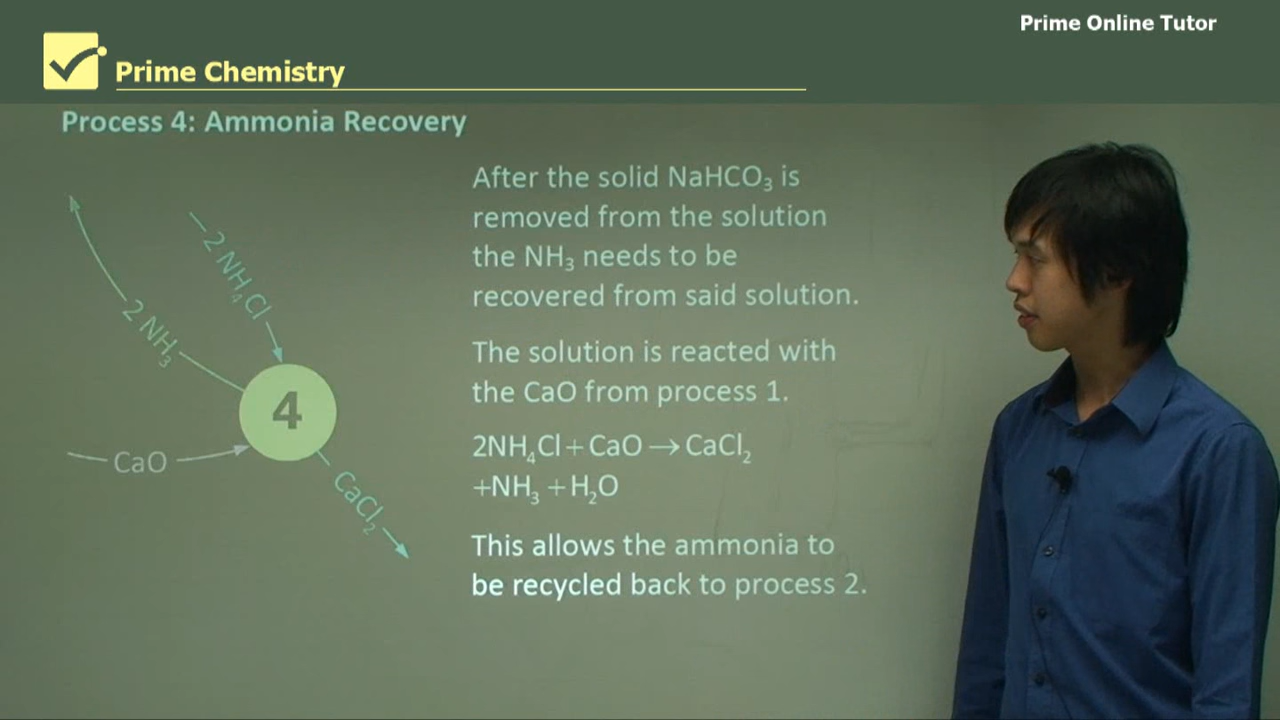 Prime Online Tutor
Prime Chemistry
Process 4: Ammonia Recovery
2 NH₄Cl
2 NH₃
4
CaO
CaCl₂
After the solid NaHCO₃ is
removed from the solution
the NH₃ needs to be
recovered from said solution.
The solution is reacted with
the CaO from process 1.
2NH₄Cl + CaO → CaCl₂
+NH₃ + H₂O
This allows the ammonia to
be recycled back to process 2.